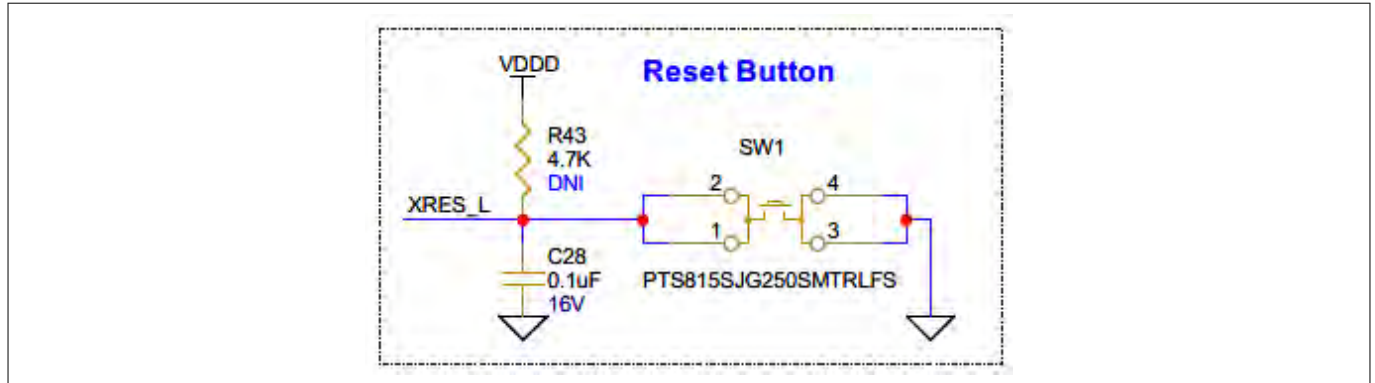 VDDD
Reset Button
R43
4.7K
DNI
SW1
2
4
XRES_L
1
3
C28
0.1uF
16V
PTS815SJG250SMTRLFS